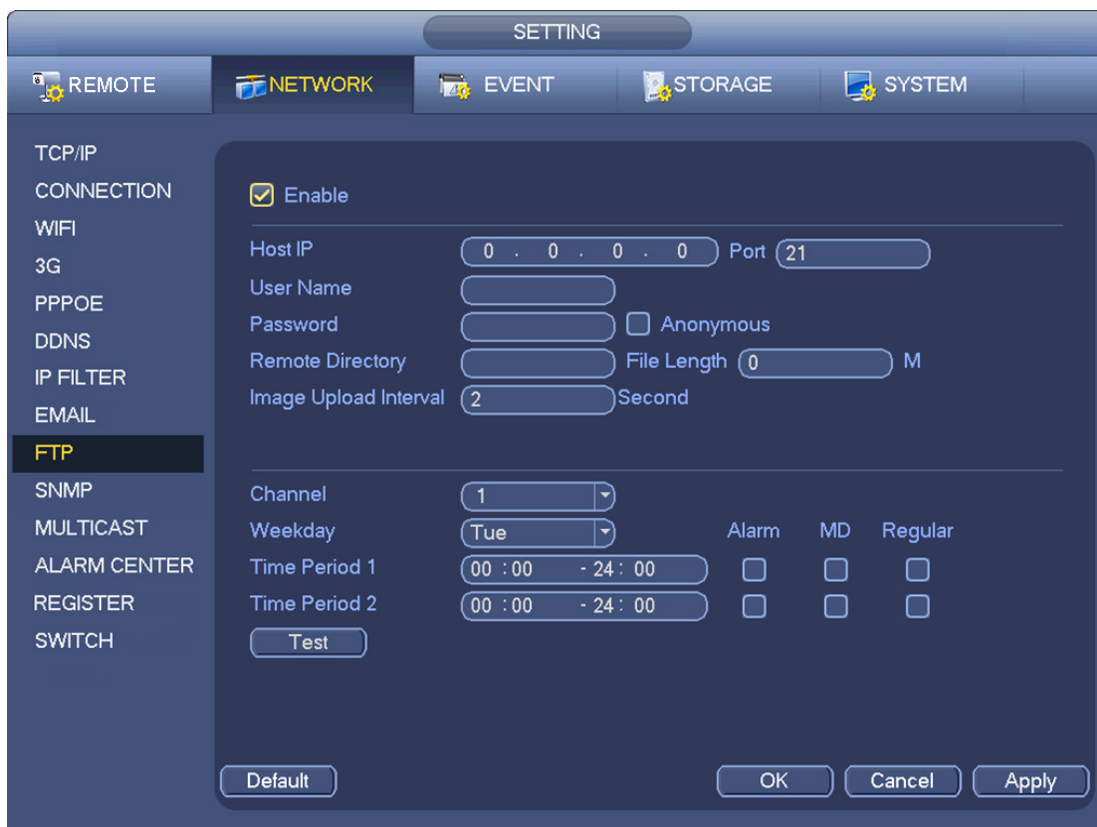 SETTING
REMOTE NETWORK EVENT STORAGE SYSTEM
TCP/IP
CONNECTION
WIFI
3G
PPPOE
DDNS
IP FILTER
EMAIL
FTP
SNMP
MULTICAST
ALARM CENTER
REGISTER
SWITCH
Enable
Host IP 0 . 0 . 0 . 0 Port 21
User Name
Password Anonymous
Remote Directory File Length 0 M
Image Upload Interval 2 Second
Channel 1
Weekday Tue Alarm MD Regular
Time Period 1 00 :00 - 24 : 00
Time Period 2 00 :00 - 24 : 00
Test
Default OK Cancel Apply